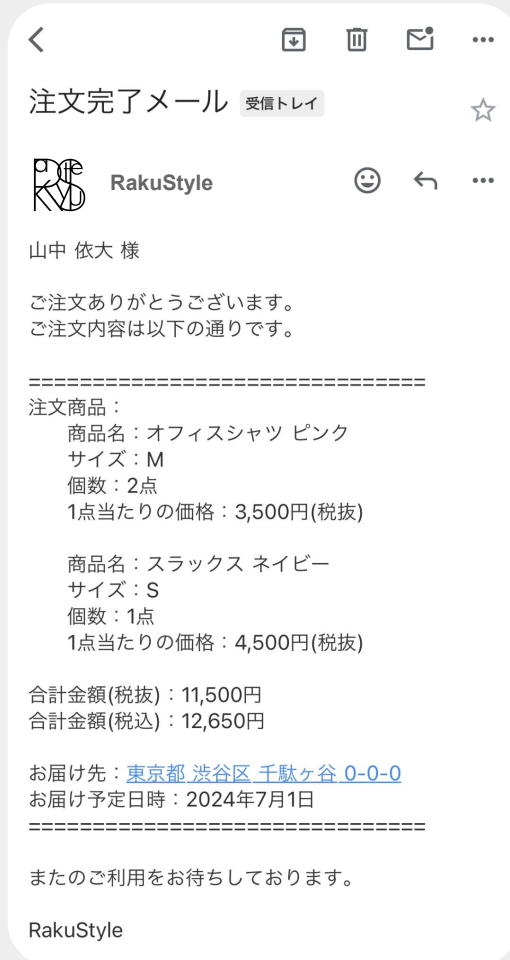 注文完了メール 受信トレイ
RakuStyle
山中 依大 様
ご注文ありがとうございます。
ご注文内容は以下の通りです。
===============================
注文商品：
商品名：オフィスシャツ ピンク
サイズ：M
個数：2点
1点当たりの価格：3,500円(税抜)
商品名：スラックス ネイビー
サイズ：S
個数：1点
1点当たりの価格：4,500円(税抜)
合計金額(税抜)：11,500円
合計金額(税込)：12,650円
お届け先：東京都 渋谷区 千駄ヶ谷 0-0-0
お届け予定日時：2024年7月1日
===============================
またのご利用をお待ちしております。
RakuStyle